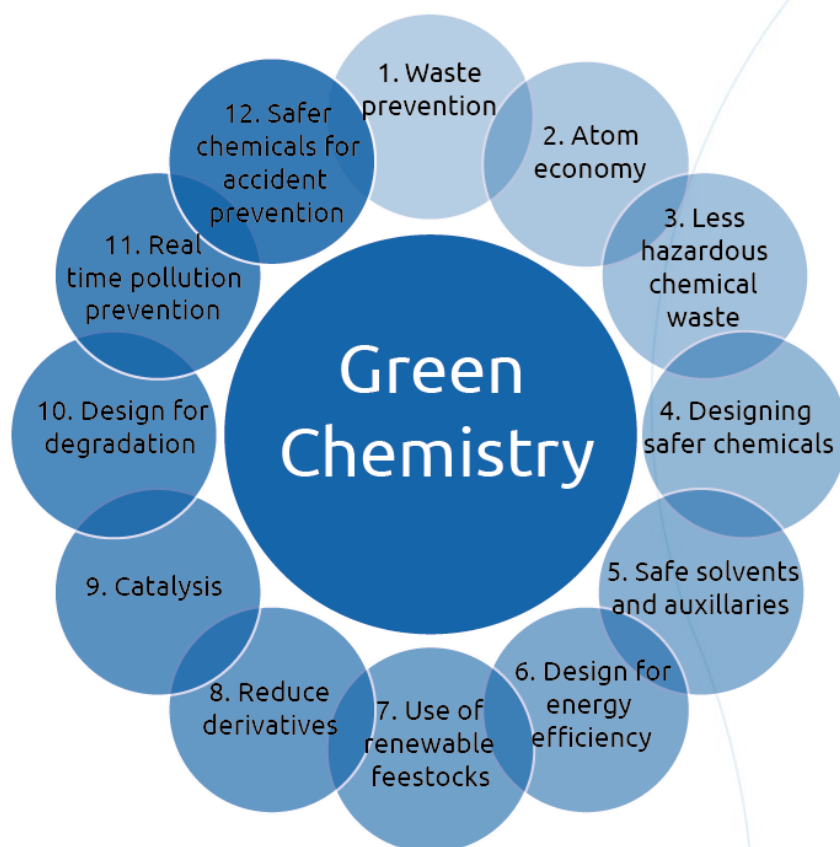 1. Waste
prevention
2. Atom
economy
3. Less
hazardous
chemical
waste
4. Designing
safer chemicals
5. Safe solvents
and auxillaries
6. Design for
energy
efficiency
7. Use of
renewable
feestocks
8. Reduce
derivatives
9. Catalysis
10. Design for
degradation
11. Real
time pollution
prevention
12. Safer
chemicals for
accident
prevention
Green
Chemistry